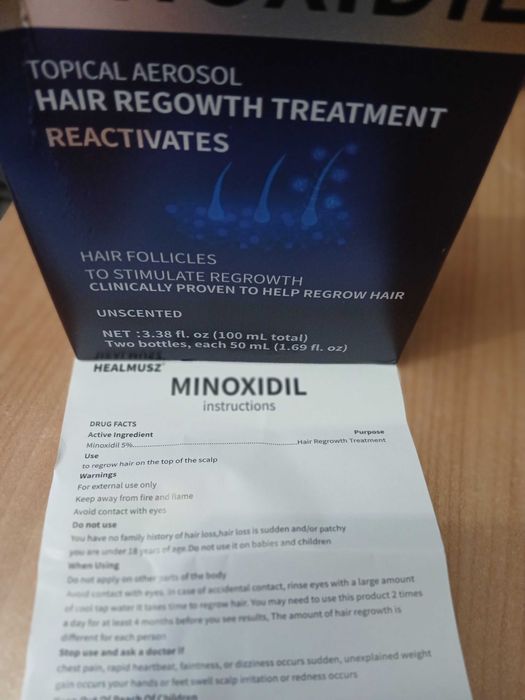 MINOXIDIL
TOPICAL AEROSOL
HAIR REGOWTH TREATMENT
REACTIVATES
HAIR FOLLICLES
TO STIMULATE REGROWTH
CLINICALLY PROVEN TO HELP REGROW HAIR
UNSCENTED
NET :3.38 fl. oz (100 mL total)
Two bottles, each 50 mL (1.69 fl. oz)
HEALMUSZ
MINOXIDIL
instructions
DRUG FACTS
Active Ingredient Purpose
Minoxidil 5%......Hair Regrowth Treatment
Use
to regrow hair on the top of the scalp
Warnings
For external use only
Keep away from fire and flame
Avoid contact with eyes
Do not use
You have no family history of hair loss,hair loss is sudden and/or patchy
you are under 18 years of age.Do not use it on babies and children
When Using
Do not apply on other parts of the body
Avoid contact with eyes. in case of accidental contact, rinse eyes with a large amount
of cool tap water it takes time to regrow hair. You may need to use this product 2 times
a day for at least 4 months before you see results, The amount of hair regrowth is
different for each person
Stop use and ask a doctor if
chest pain, rapid heartbeat, faintness, or dizziness occurs sudden, unexplained weight
gain occurs your hands or feet swell scalp irritation or redness occurs
Keep Out Of Reach Of Children